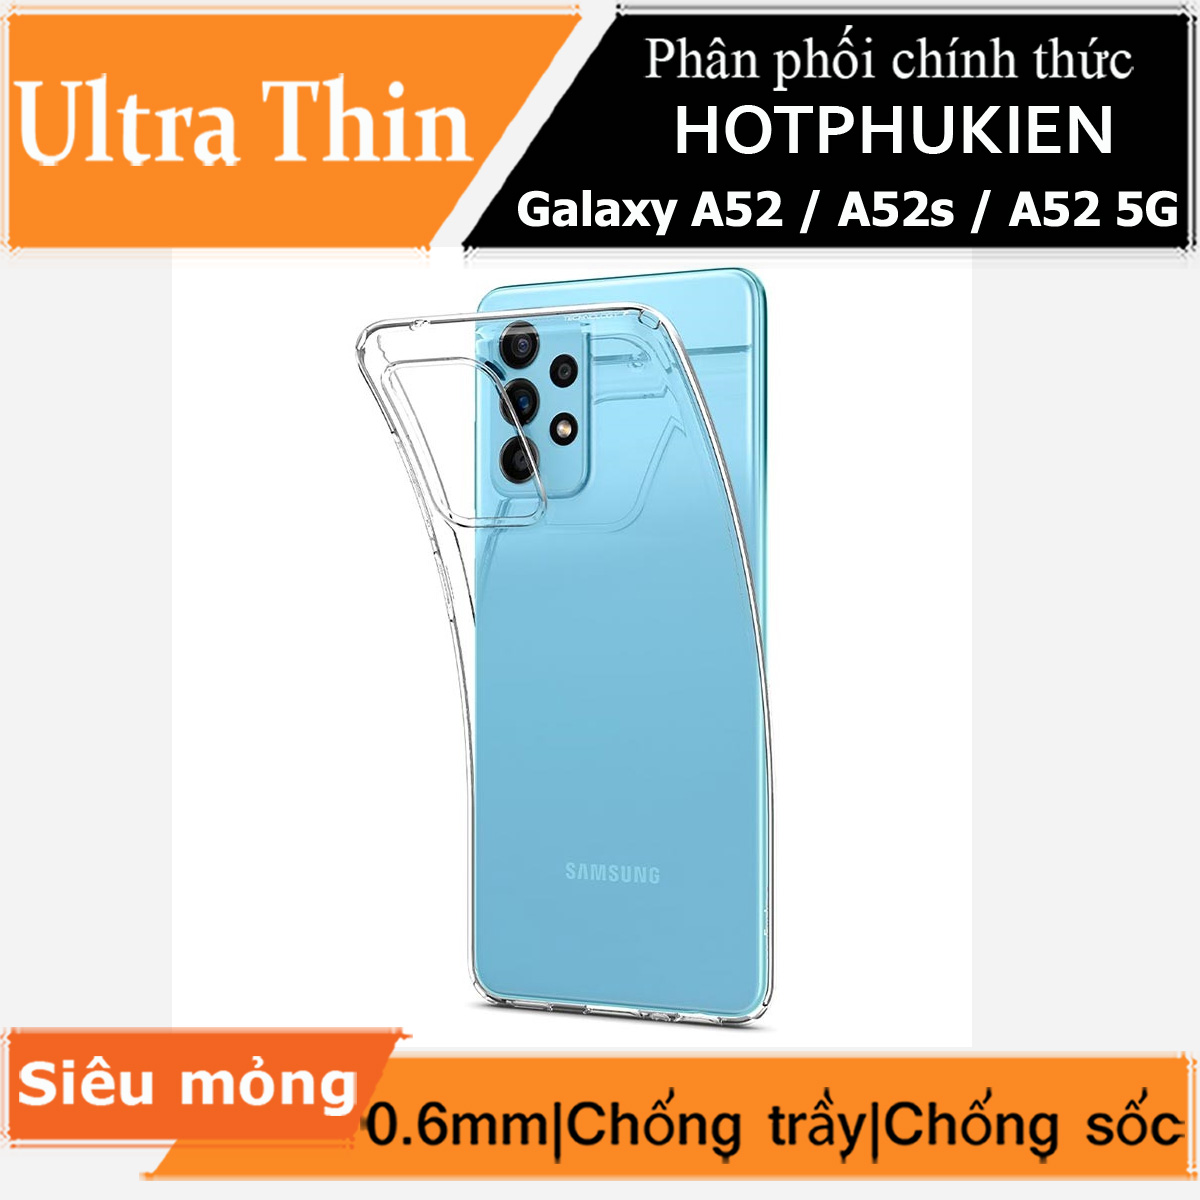 Ultra Thin
Phân phối chính thức
HOTPHUKIEN
Galaxy A52 / A52s / A52 5G
SAMSUNG
Siêu mỏng
0.6mm|Chống trầy|Chống sốc